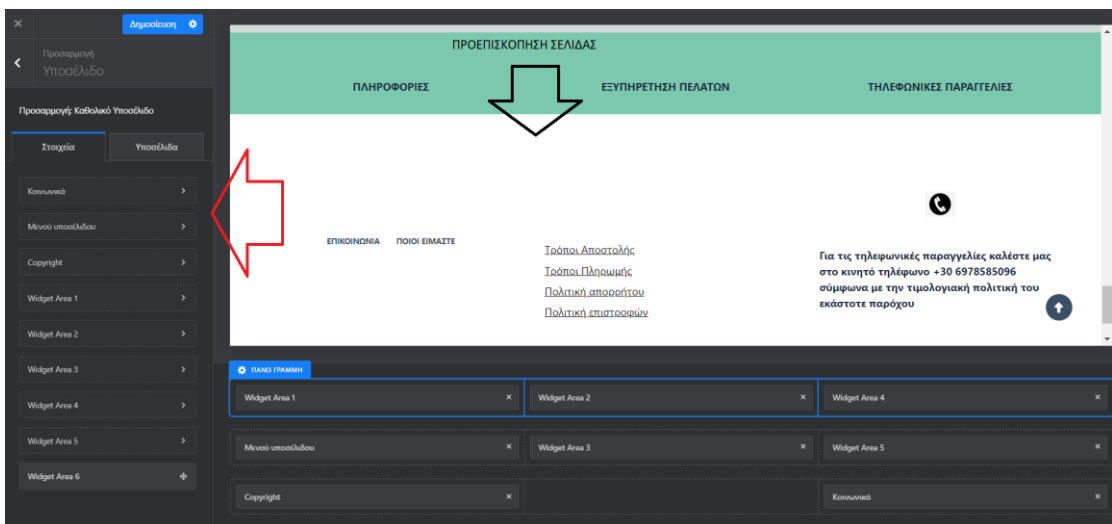 Δημοσίευση
Προσαρμογή
Υποσέλιδο
Προσαρμογή: Καθολικό Υποσέλιδο
Στοιχεία Υποσέλιδα
Κοινωνικά
Μενού υποσέλιδου
Copyright
Widget Area 1
Widget Area 2
Widget Area 3
Widget Area 4
Widget Area 5
Widget Area 6
ΠΡΟΕΠΙΣΚΟΠΗΣΗ ΣΕΛΙΔΑΣ
ΠΛΗΡΟΦΟΡΙΕΣ ΕΞΥΠΗΡΕΤΗΣΗ ΠΕΛΑΤΩΝ ΤΗΛΕΦΩΝΙΚΕΣ ΠΑΡΑΓΓΕΛΙΕΣ
ΕΠΙΚΟΙΝΩΝΙΑ ΠΟΙΟΙ ΕΙΜΑΣΤΕ
Τρόποι Αποστολής
Τρόποι Πληρωμής
Πολιτική απορρήτου
Πολιτική επιστροφών
Για τις τηλεφωνικές παραγγελίες καλέστε μας
στο κινητό τηλέφωνο +30 6978585096
σύμφωνα με την τιμολογιακή πολιτική του
εκάστοτε παρόχου
ΠΑΝΩ ΓΡΑΜΜΗ
Widget Area 1 Widget Area 2 Widget Area 4
Μενού υποσέλιδου Widget Area 3 Widget Area 5
Copyright Κοινωνικά